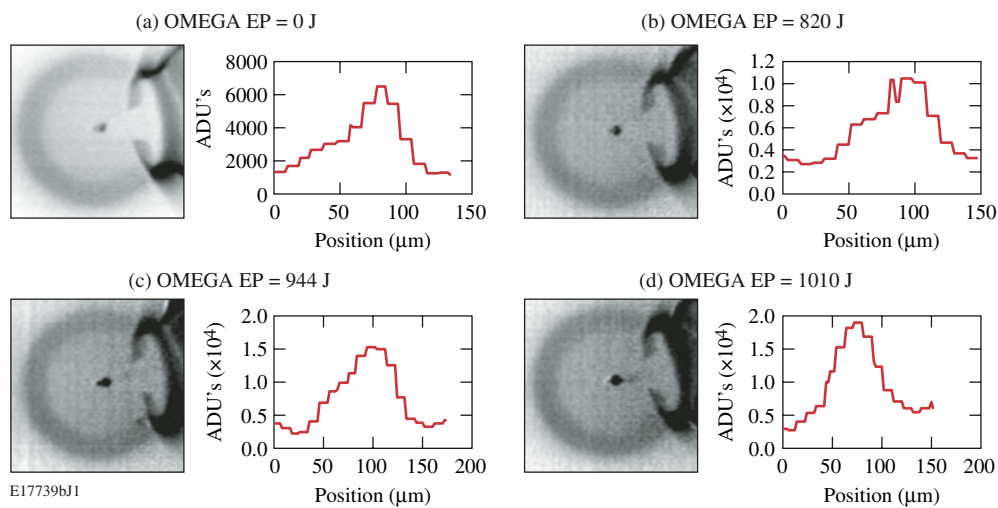 (a) OMEGA EP = 0 J
ADU's
8000
6000
4000
2000
0
0 50 100 150
Position (μm)
(b) OMEGA EP = 820 J
ADU's (×10⁴)
1.2
1.0
0.8
0.6
0.4
0.2
0.0
0 50 100 150
Position (μm)
(c) OMEGA EP = 944 J
ADU's (×10⁴)
2.0
1.5
1.0
0.5
0.0
0 50 100 150 200
Position (μm)
(d) OMEGA EP = 1010 J
ADU's (×10⁴)
2.0
1.5
1.0
0.5
0.0
0 50 100 150 200
Position (μm)
E17739bJ1